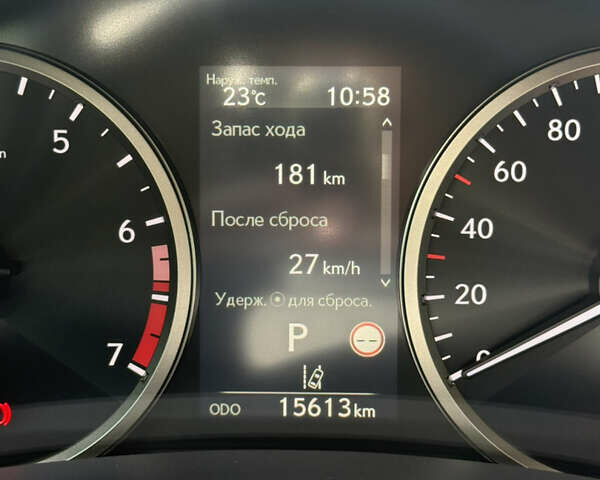 Наруж. темп.
23°C 10:58
Запас хода
181 km
После сброса
27 km/h
Удерж. для сброса.
P
--
ODO 15613 km
5
6
7
80
60
40
20
0